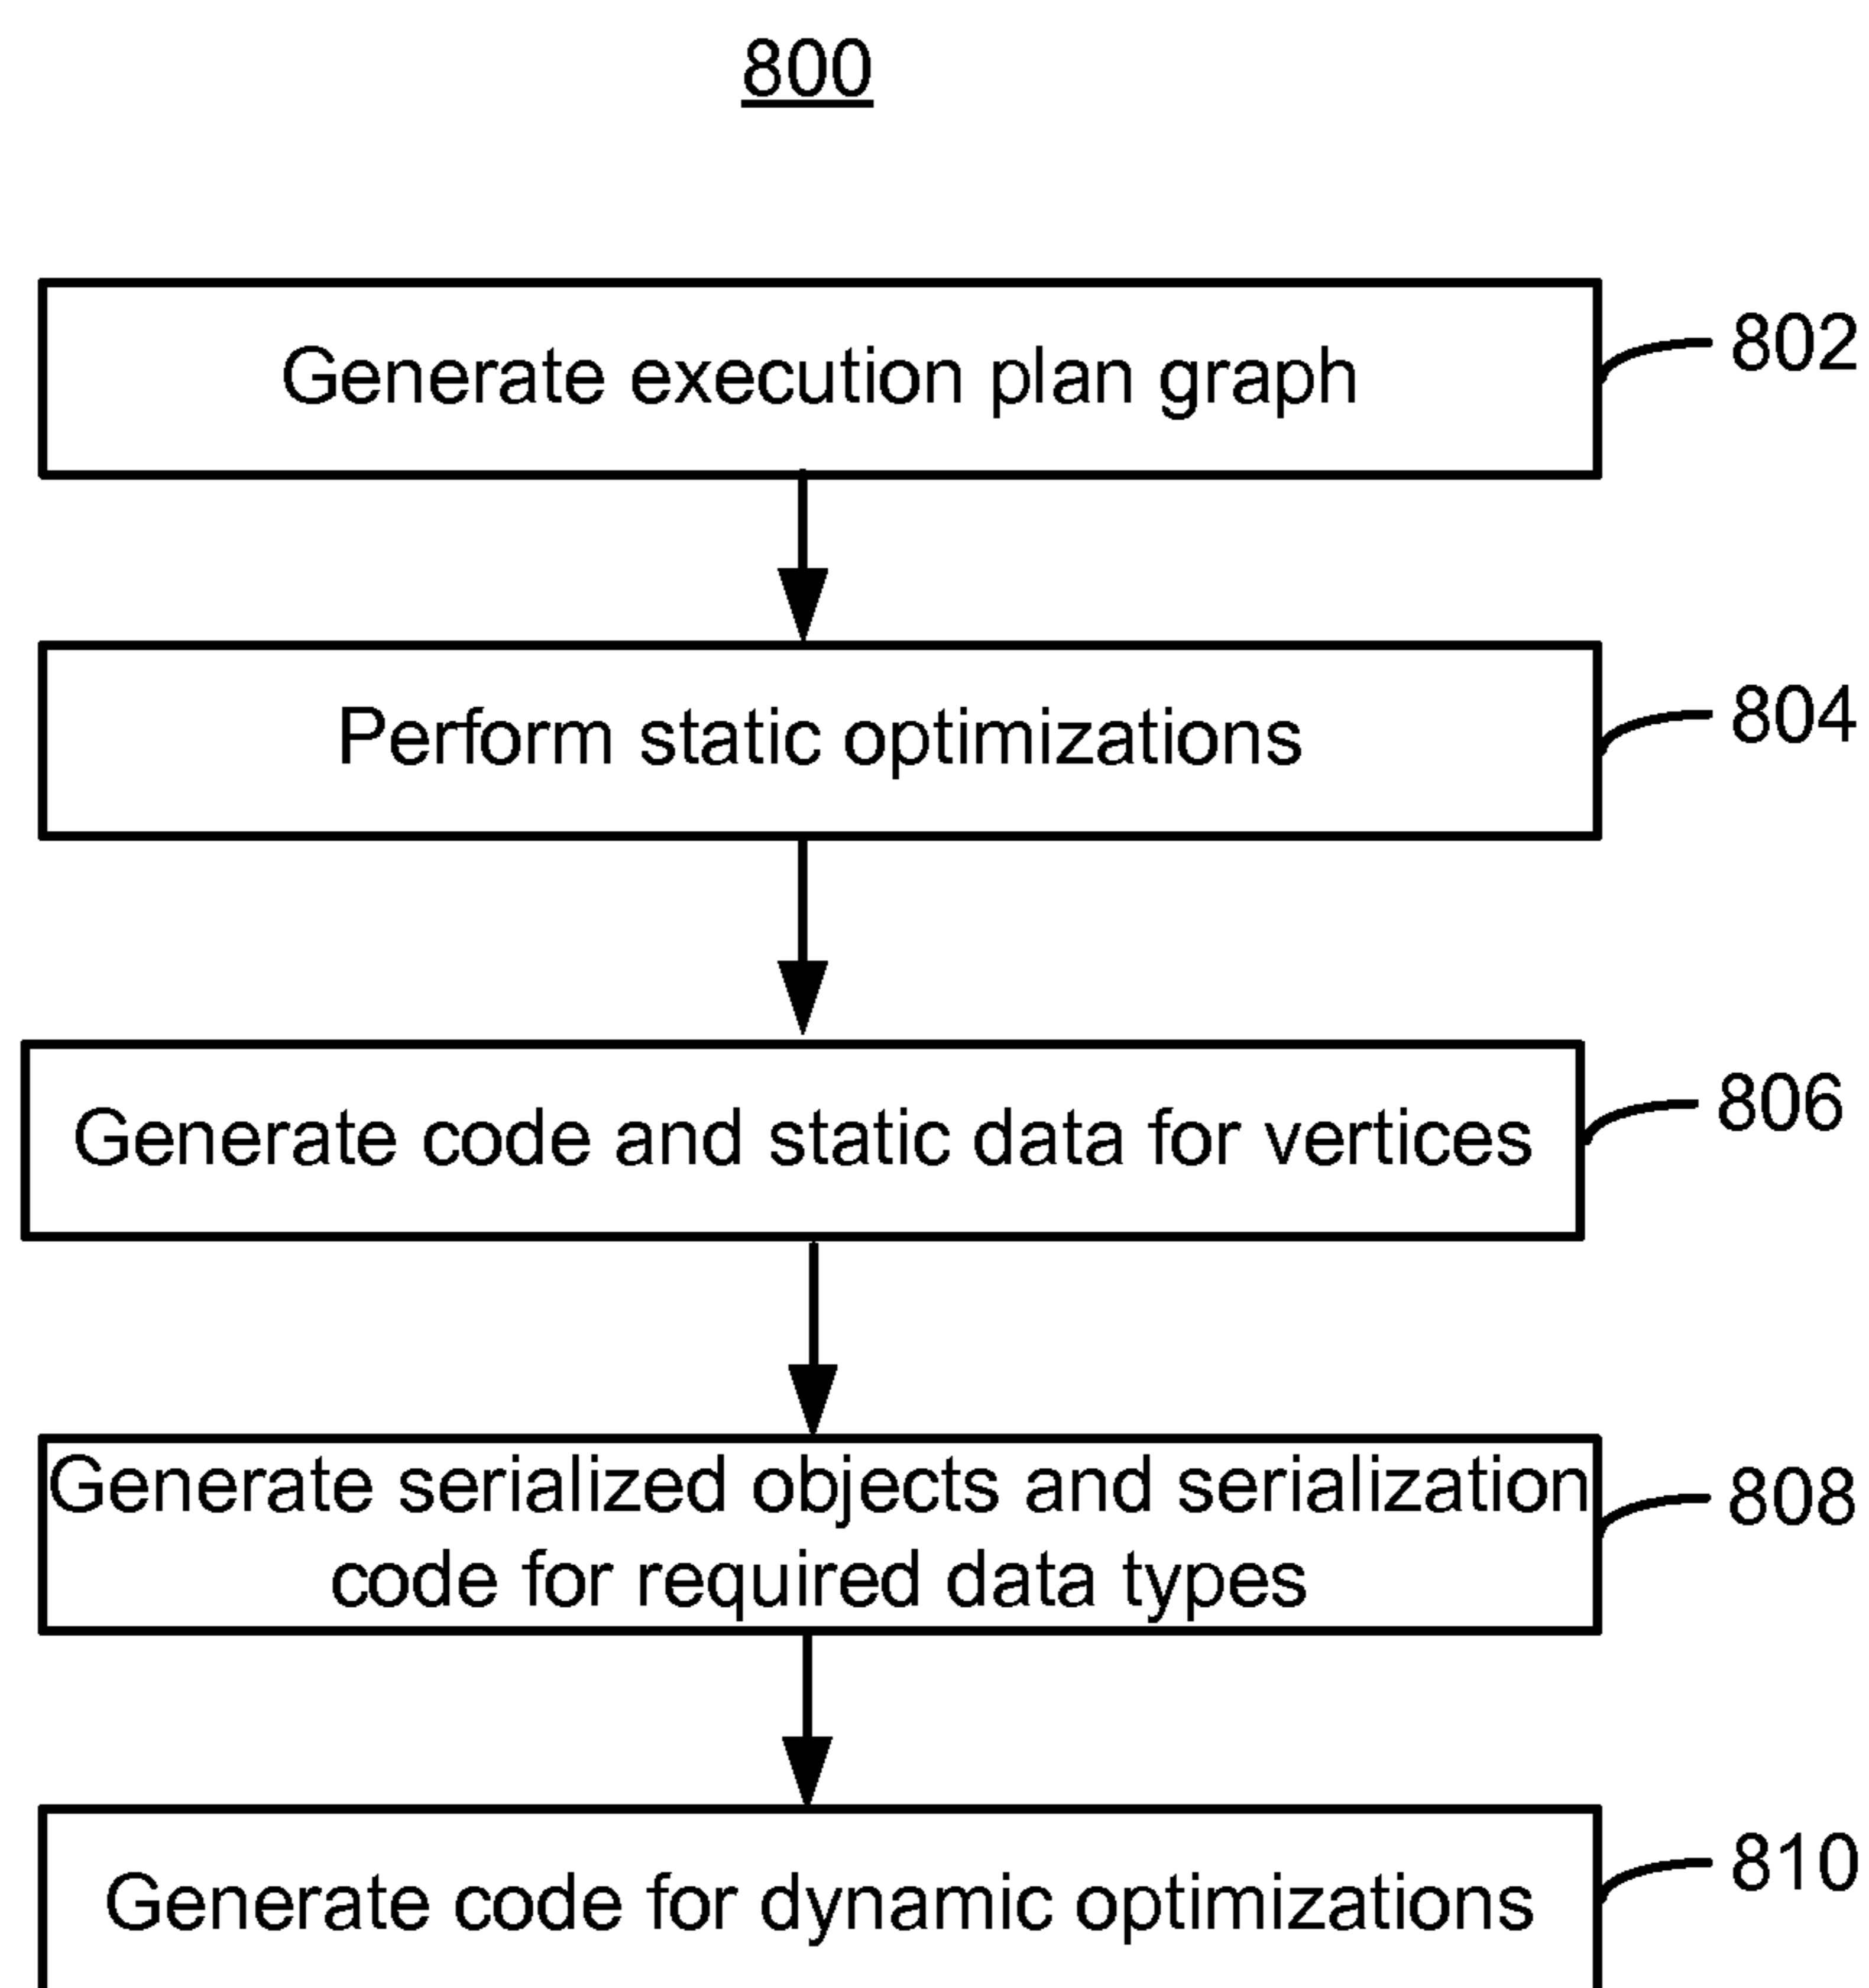 800
Generate execution plan graph
802
Perform static optimizations
804
Generate code and static data for vertices
806
Generate serialized objects and serialization
code for required data types
808
Generate code for dynamic optimizations
810